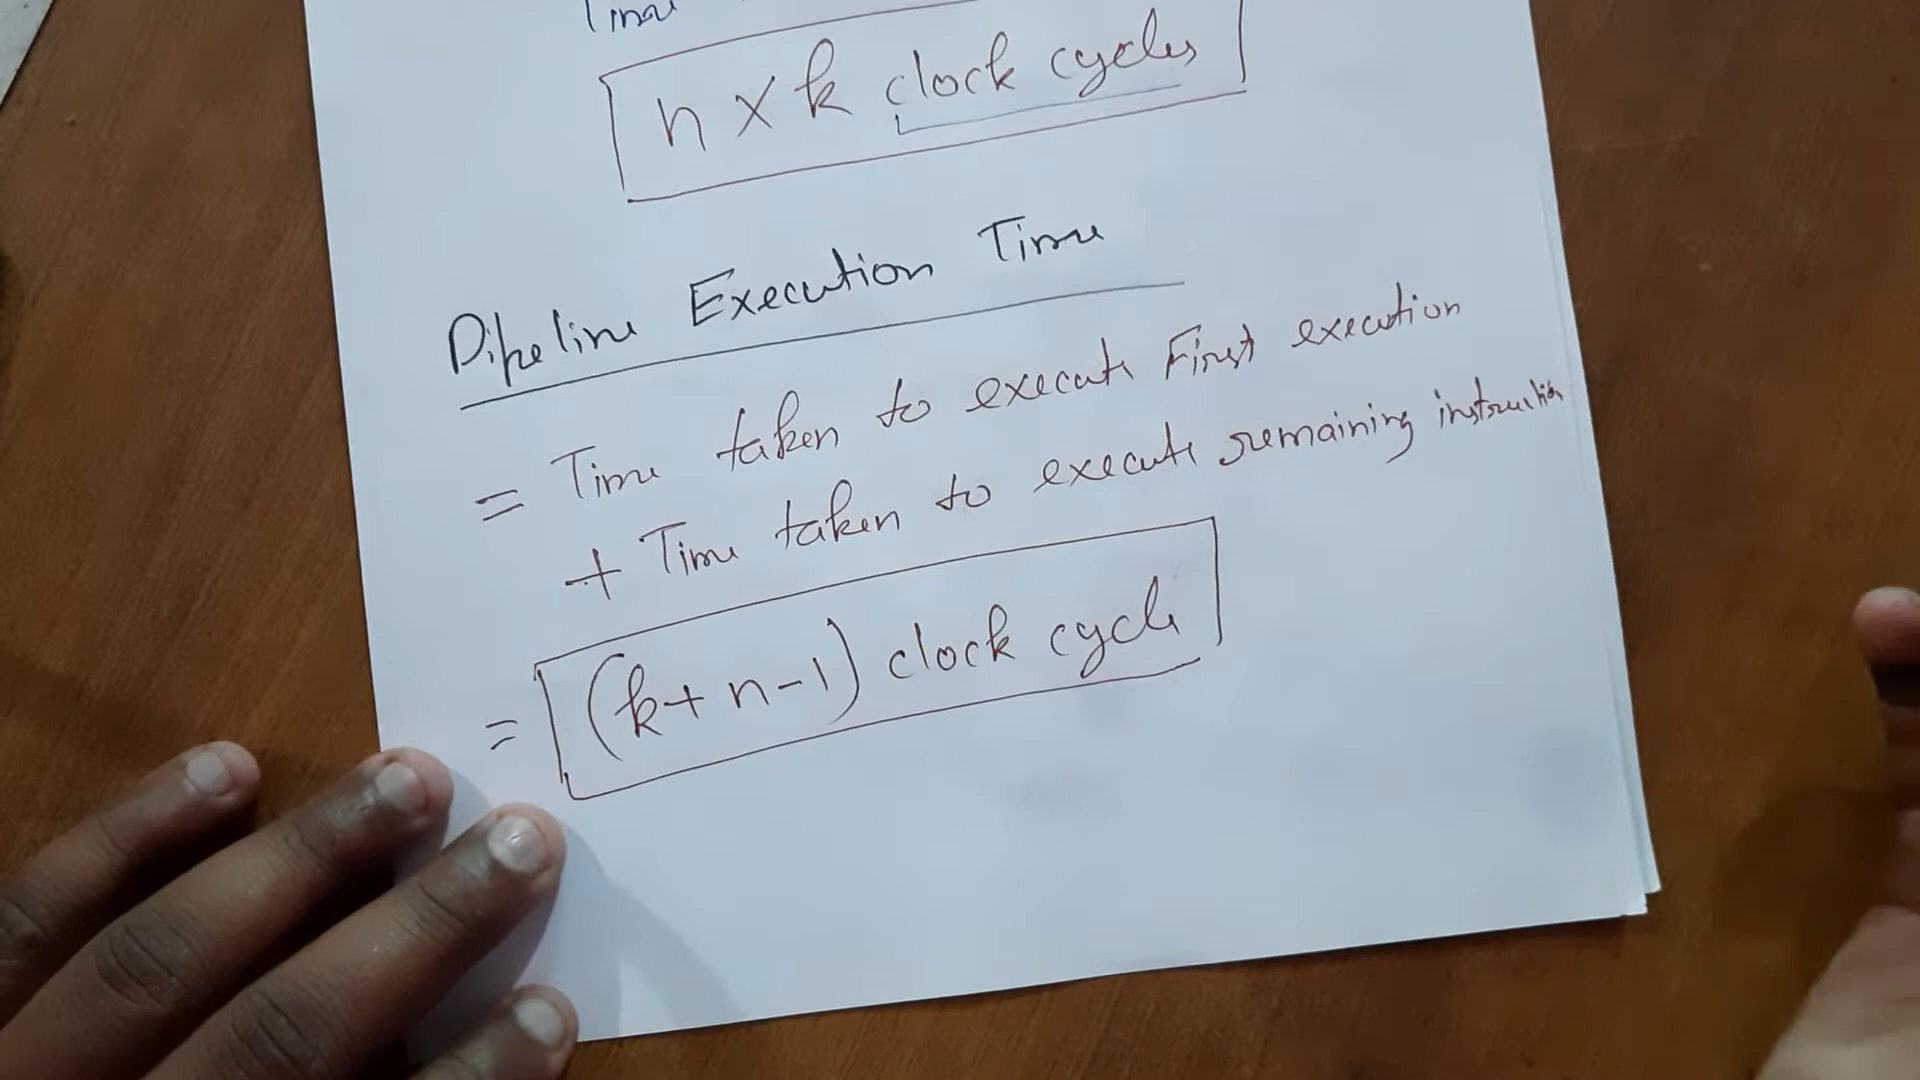 Time
n × k clock cycles
Pipeline Execution Time
= Time taken to execute First execution
+ Time taken to execute remaining instruction
= (k+n-1) clock cycle